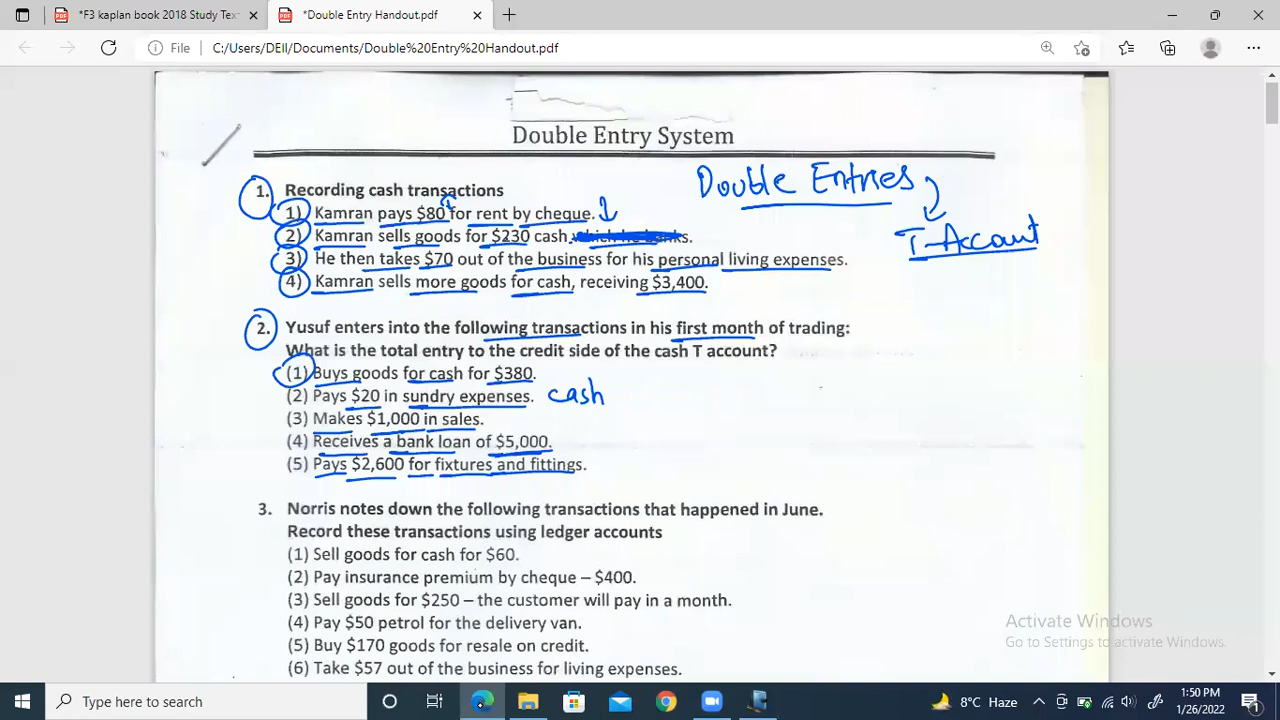 *F3 kaplan book 2018 Study Tex
*Double Entry Handout.pdf
File C:/Users/DEll/Documents/Double%20Entry%20Handout.pdf
Double Entry System
Double Entries
T-Account
1. Recording cash transactions
1) Kamran pays $80 for rent by cheque.
2) Kamran sells goods for $230 cash, which he banks.
3) He then takes $70 out of the business for his personal living expenses.
4) Kamran sells more goods for cash, receiving $3,400.
2. Yusuf enters into the following transactions in his first month of trading:
What is the total entry to the credit side of the cash T account?
(1) Buys goods for cash for $380.
(2) Pays $20 in sundry expenses. cash
(3) Makes $1,000 in sales.
(4) Receives a bank loan of $5,000.
(5) Pays $2,600 for fixtures and fittings.
3. Norris notes down the following transactions that happened in June.
Record these transactions using ledger accounts
(1) Sell goods for cash for $60.
(2) Pay insurance premium by cheque – $400.
(3) Sell goods for $250 – the customer will pay in a month.
(4) Pay $50 petrol for the delivery van.
(5) Buy $170 goods for resale on credit.
(6) Take $57 out of the business for living expenses.
Activate Windows
Go to Settings to activate Windows.
Type here to search
8°C Haze
1:50 PM
1/26/2022